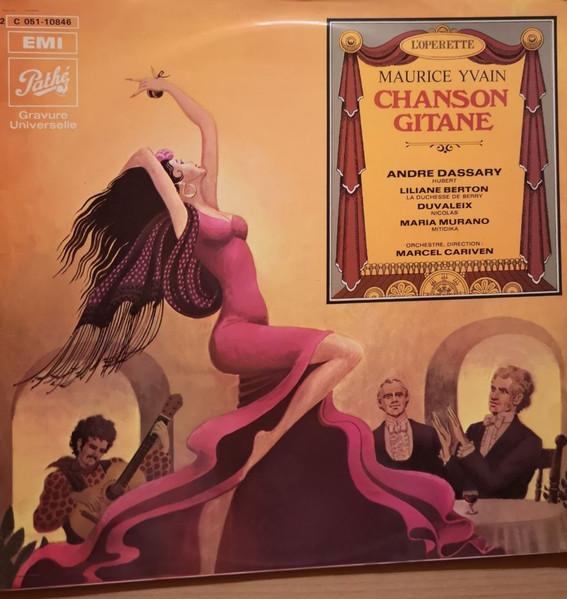 2 C 051-10846
EMI
Pathé
Gravure
Universelle
L'OPERETTE
MAURICE YVAIN
CHANSON
GITANE
ANDRE DASSARY
HUBERT
LILIANE BERTON
LA DUCHESSE DE BERRY
DUVALEIX
NICOLAS
MARIA MURANO
MITIDIKA
ORCHESTRE, DIRECTION :
MARCEL CARIVEN